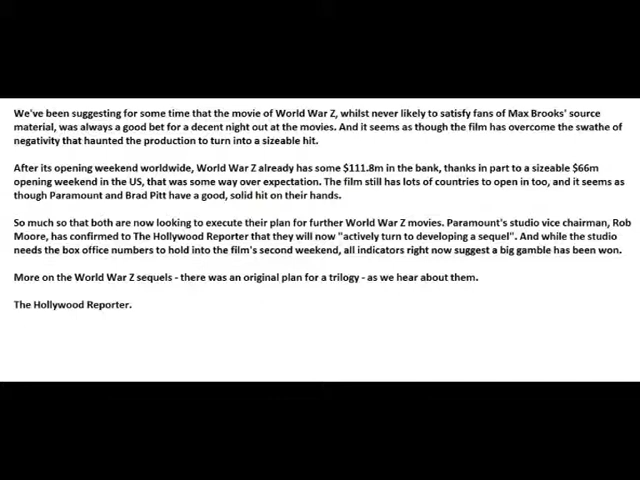 We've been suggesting for some time that the movie of World War Z, whilst never likely to satisfy fans of Max Brooks' source
material, was always a good bet for a decent night out at the movies. And it seems as though the film has overcome the swathe of
negativity that haunted the production to turn into a sizeable hit.
After its opening weekend worldwide, World War Z already has some $111.8m in the bank, thanks in part to a sizeable $66m
opening weekend in the US, that was some way over expectation. The film still has lots of countries to open in too, and it seems as
though Paramount and Brad Pitt have a good, solid hit on their hands.
So much so that both are now looking to execute their plan for further World War Z movies. Paramount's studio vice chairman, Rob
Moore, has confirmed to The Hollywood Reporter that they will now "actively turn to developing a sequel". And while the studio
needs the box office numbers to hold into the film's second weekend, all indicators right now suggest a big gamble has been won.
More on the World War Z sequels - there was an original plan for a trilogy - as we hear about them.
The Hollywood Reporter.